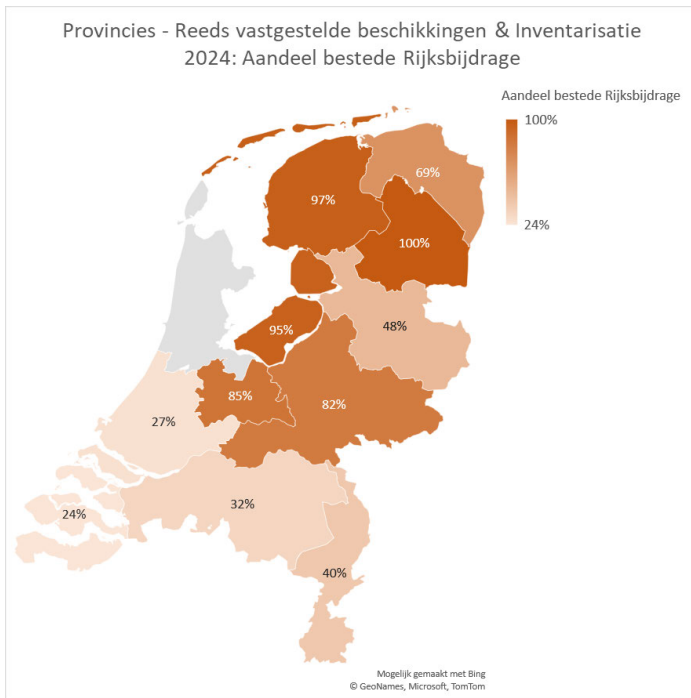 Provincies - Reeds vastgestelde beschikkingen & Inventarisatie
2024: Aandeel bestede Rijksbijdrage
Aandeel bestede Rijksbijdrage
100%
24%
69%
97%
100%
95%
48%
85%
82%
27%
32%
24%
40%
Mogelijk gemaakt met Bing
© GeoNames, Microsoft, TomTom